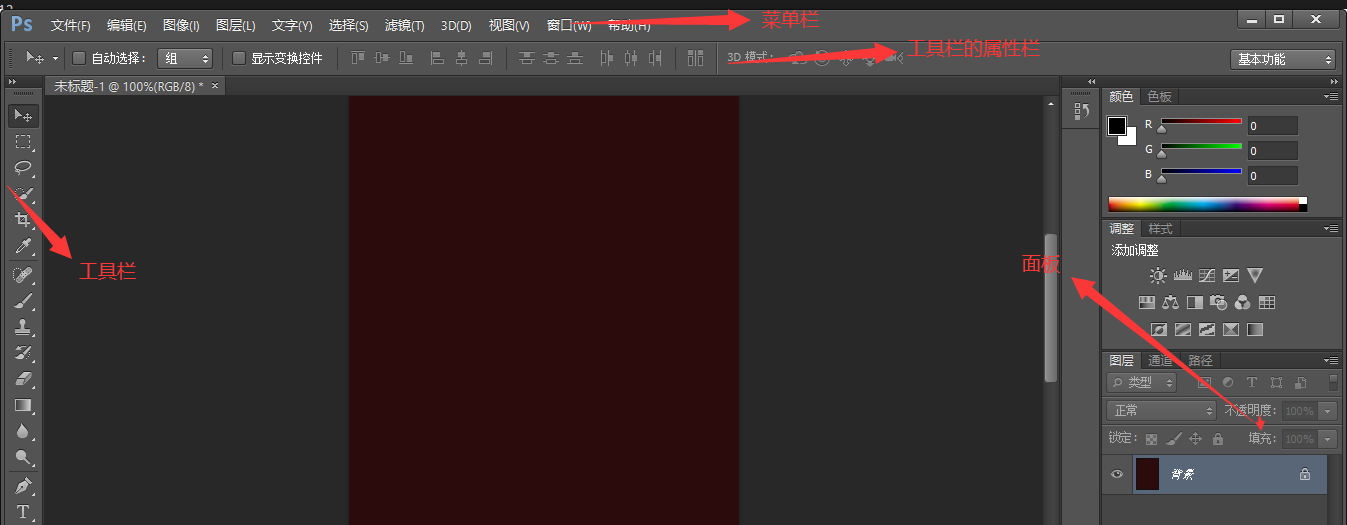 Ps 文件(F) 编辑(E) 图像(I) 图层(L) 文字(Y) 选择(S) 滤镜(T) 3D(D) 视图(V) 窗口(W) 帮助(H) 菜单栏
自动选择： 组 显示变换控件 3D 模式： 工具栏的属性栏 基本功能
未标题-1 @ 100%(RGB/8) * ×
颜色 色板
R 0
G 0
B 0
调整 样式
添加调整
面板
工具栏
图层 通道 路径
类型
正常 不透明度： 100%
锁定： 填充： 100%
背景